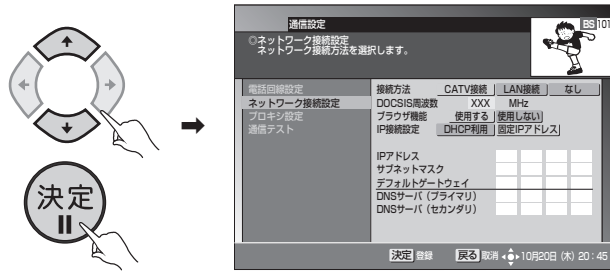 決定
通信設定
BS 101
◎ネットワーク接続設定
ネットワーク接続方法を選択します。
電話回線設定
ネットワーク接続設定
プロキシ設定
通信テスト
接続方法 CATV接続 LAN接続 なし
DOCSIS周波数 XXX MHz
ブラウザ機能 使用する 使用しない
IP接続設定 DHCP利用 固定IPアドレス
IPアドレス
サブネットマスク
デフォルトゲートウェイ
DNSサーバ（プライマリ）
DNSサーバ（セカンダリ）
決定 登録 戻る 取消 10月20日（木）20：45